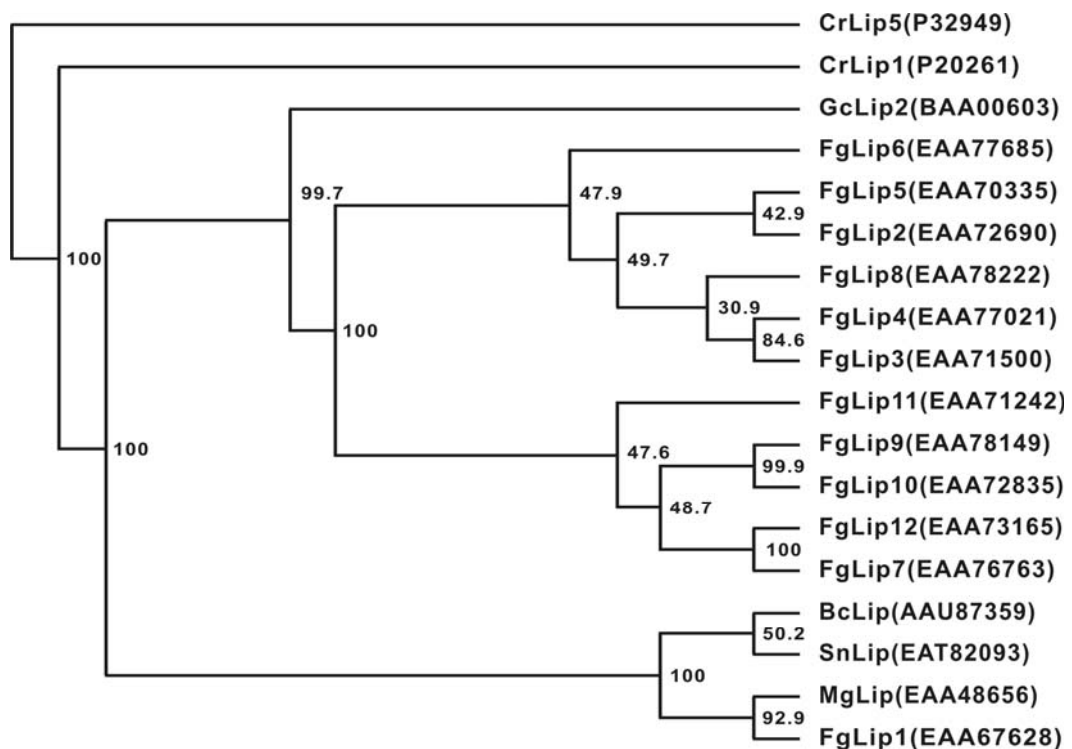 CrLip5(P32949)
CrLip1(P20261)
GcLip2(BAA00603)
FgLip6(EAA77685)
99.7
47.9
FgLip5(EAA70335)
42.9
FgLip2(EAA72690)
100
49.7
FgLip8(EAA78222)
30.9
FgLip4(EAA77021)
100
84.6
FgLip3(EAA71500)
FgLip11(EAA71242)
100
47.6
FgLip9(EAA78149)
99.9
FgLip10(EAA72835)
48.7
FgLip12(EAA73165)
100
FgLip7(EAA76763)
BcLip(AAU87359)
50.2
SnLip(EAT82093)
100
MgLip(EAA48656)
92.9
FgLip1(EAA67628)